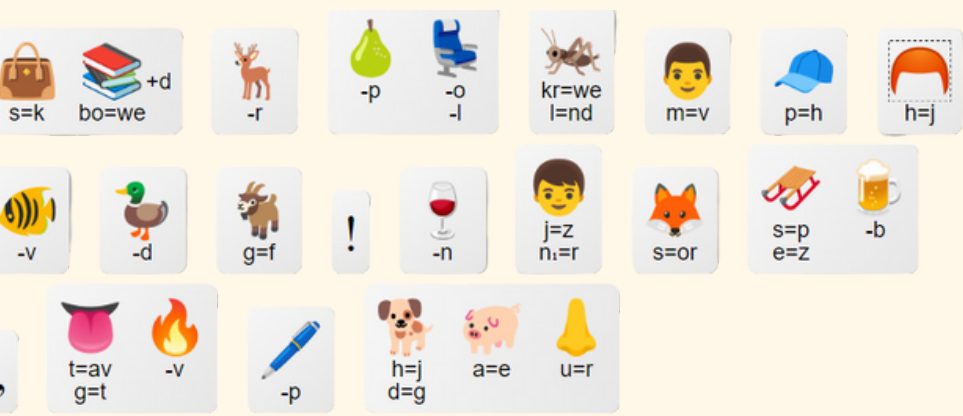 s=k bo=we +d -r -p -o -l kr=we l=nd m=v p=h h=j
-v -d g=f ! -n j=z n₁=r s=or s=p e=z -b
, t=av g=t -v -p h=j d=g a=e u=r